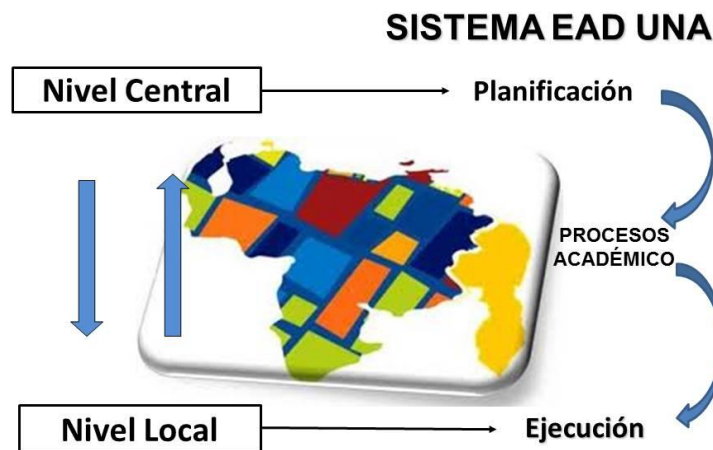 SISTEMA EAD UNA
Nivel Central
Planificación
PROCESOS
ACADÉMICO
Nivel Local
Ejecución